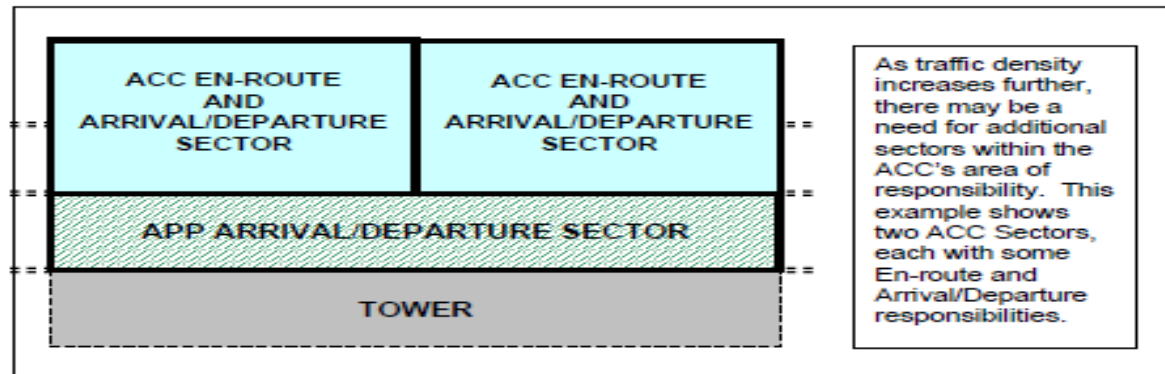 ACC EN-ROUTE
AND
ARRIVAL/DEPARTURE
SECTOR
ACC EN-ROUTE
AND
ARRIVAL/DEPARTURE
SECTOR
APP ARRIVAL/DEPARTURE SECTOR
TOWER
As traffic density
increases further,
there may be a
need for additional
sectors within the
ACC's area of
responsibility. This
example shows
two ACC Sectors,
each with some
En-route and
Arrival/Departure
responsibilities.